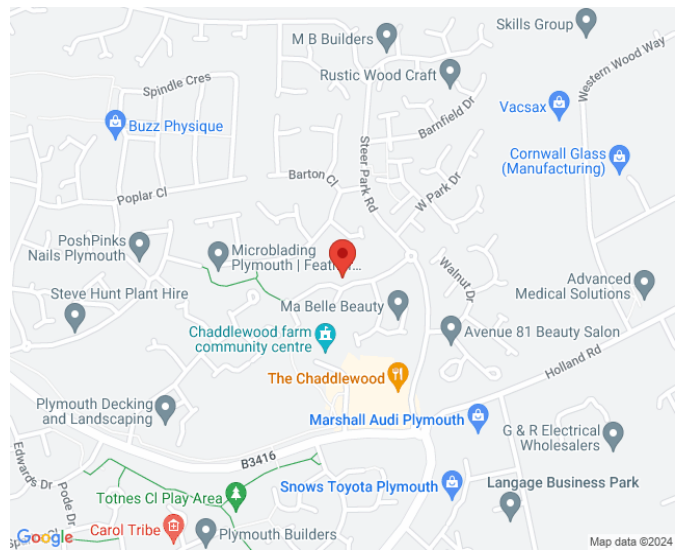 M B Builders
Skills Group
Western Wood Way
Rustic Wood Craft
Spindle Cres
Vacsax
Buzz Physique
Barnfield Dr
Steer Park Rd
Cornwall Glass
(Manufacturing)
Barton Cl
Poplar Cl
W Park Dr
PoshPinks
Nails Plymouth
Microblading
Plymouth | Feather...
Walnut Dr
Steve Hunt Plant Hire
Advanced
Medical Solutions
Ma Belle Beauty
Chaddlewood farm
community centre
Avenue 81 Beauty Salon
Holland Rd
The Chaddlewood
Plymouth Decking
and Landscaping
Marshall Audi Plymouth
G & R Electrical
Wholesalers
B3416
Edwards Dr
Pode Dr
Totnes Cl Play Area
Snows Toyota Plymouth
Langage Business Park
Carol Tribe
Plymouth Builders
Google
Map data ©2024